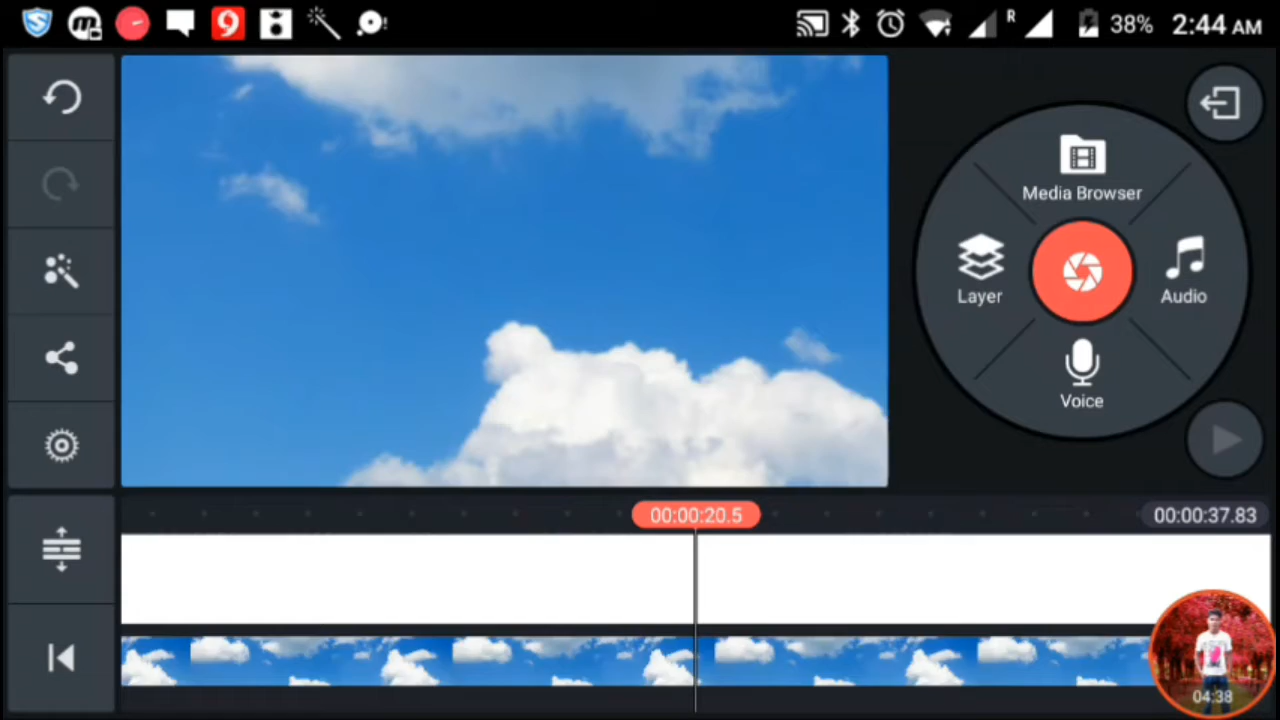 R 38% 2:44 AM
Media Browser
Layer
Audio
Voice
00:00:20.5
00:00:37.83
04:38